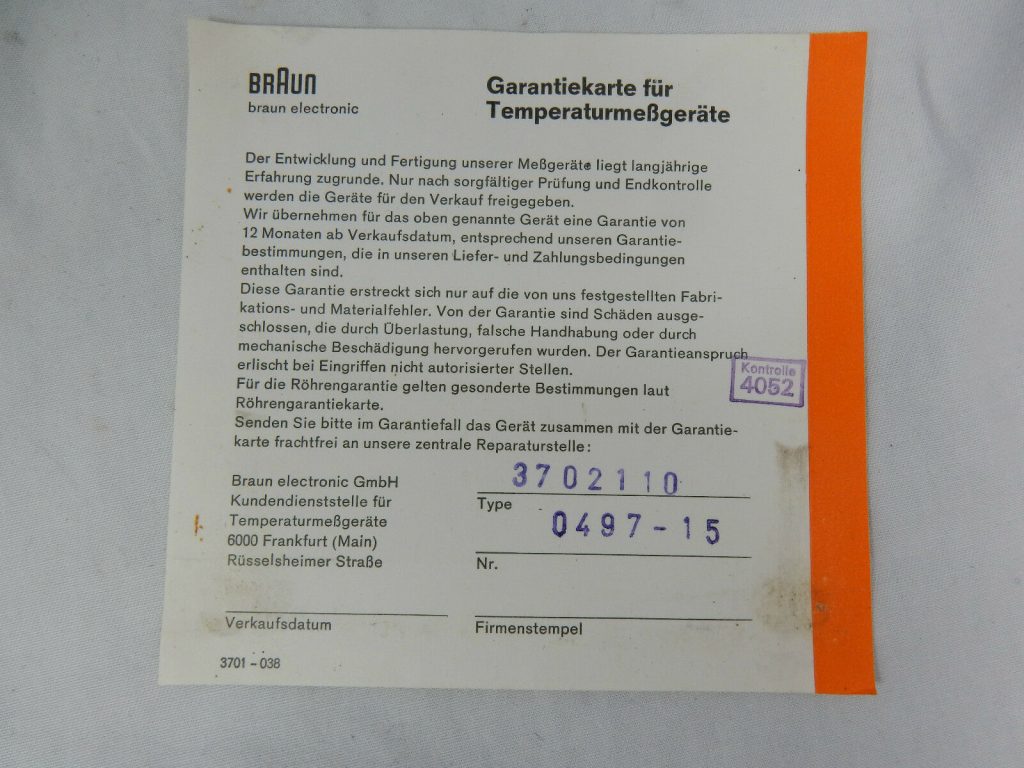 BRAUN
braun electronic
Garantiekarte für
Temperaturmeßgeräte
Der Entwicklung und Fertigung unserer Meßgeräte liegt langjährige
Erfahrung zugrunde. Nur nach sorgfältiger Prüfung und Endkontrolle
werden die Geräte für den Verkauf freigegeben.
Wir übernehmen für das oben genannte Gerät eine Garantie von
12 Monaten ab Verkaufsdatum, entsprechend unseren Garantie-
bestimmungen, die in unseren Liefer- und Zahlungsbedingungen
enthalten sind.
Diese Garantie erstreckt sich nur auf die von uns festgestellten Fabri-
kations- und Materialfehler. Von der Garantie sind Schäden ausge-
schlossen, die durch Überlastung, falsche Handhabung oder durch
mechanische Beschädigung hervorgerufen wurden. Der Garantieanspruch
erlischt bei Eingriffen nicht autorisierter Stellen.
Für die Röhrengarantie gelten gesonderte Bestimmungen laut
Röhrengarantiekarte.
Senden Sie bitte im Garantiefall das Gerät zusammen mit der Garantie-
karte frachtfrei an unsere zentrale Reparaturstelle:
Kontrolle
4052
Braun electronic GmbH
Kundendienststelle für
Temperaturmeßgeräte
6000 Frankfurt (Main)
Rüsselsheimer Straße
3702110
Type
0497-15
Nr.
Verkaufsdatum
Firmenstempel
3701-038